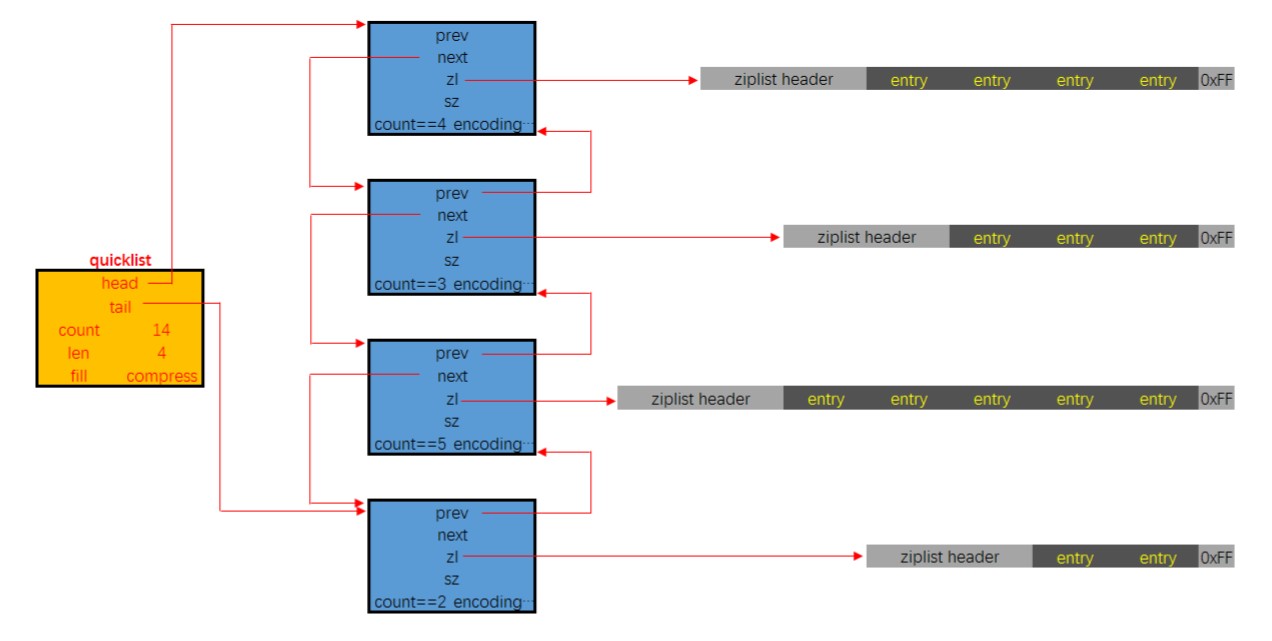 prev
next
zl
sz
count==4 encoding...
ziplist header entry entry entry entry 0xFF
prev
next
zl
sz
count==3 encoding...
ziplist header entry entry entry 0xFF
quicklist
head
tail
count 14
len 4
fill compress
prev
next
zl
sz
count==5 encoding...
ziplist header entry entry entry entry entry 0xFF
prev
next
zl
sz
count==2 encoding...
ziplist header entry entry 0xFF